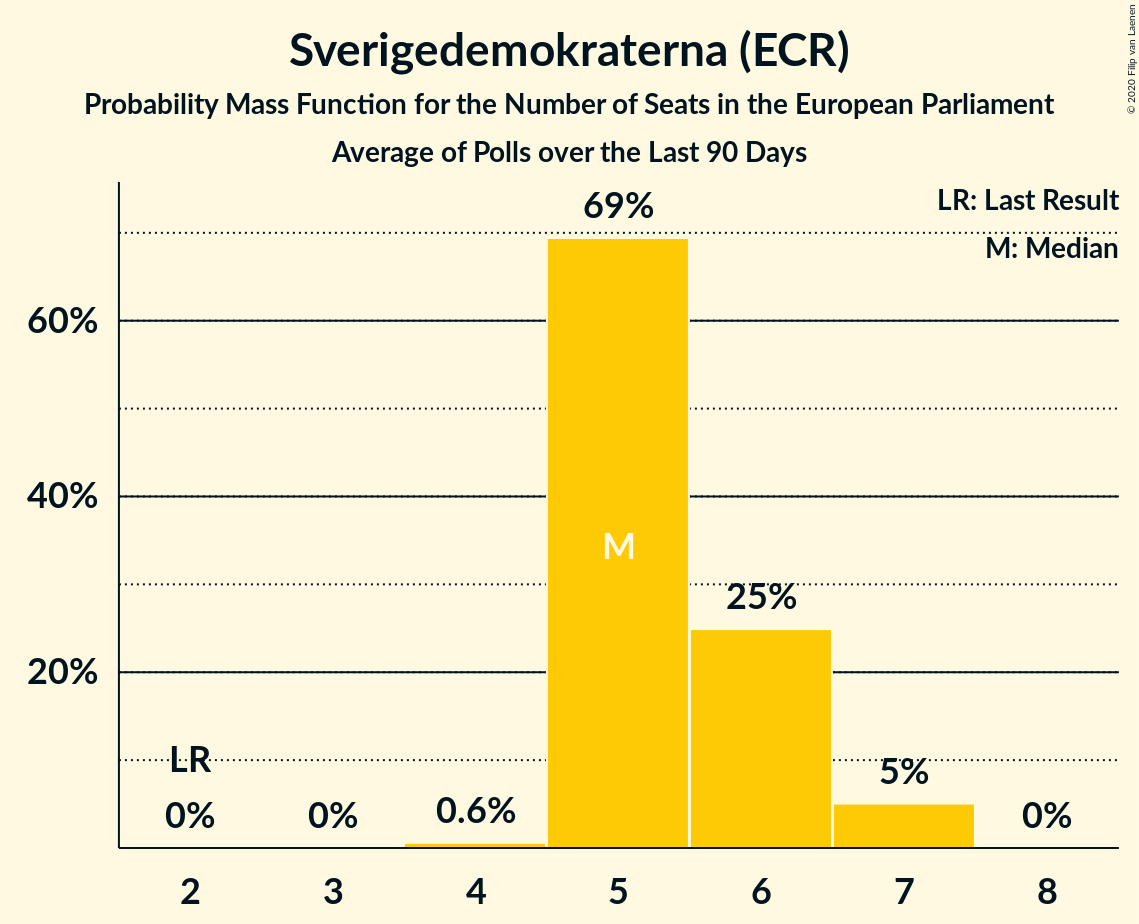 Sverigedemokraterna (ECR)
Probability Mass Function for the Number of Seats in the European Parliament
Average of Polls over the Last 90 Days
© 2020 Filip van Laenen
LR: Last Result
M: Median
69%
60%
40%
M
25%
20%
LR
0%
0%
0.6%
5%
0%
2 3 4 5 6 7 8